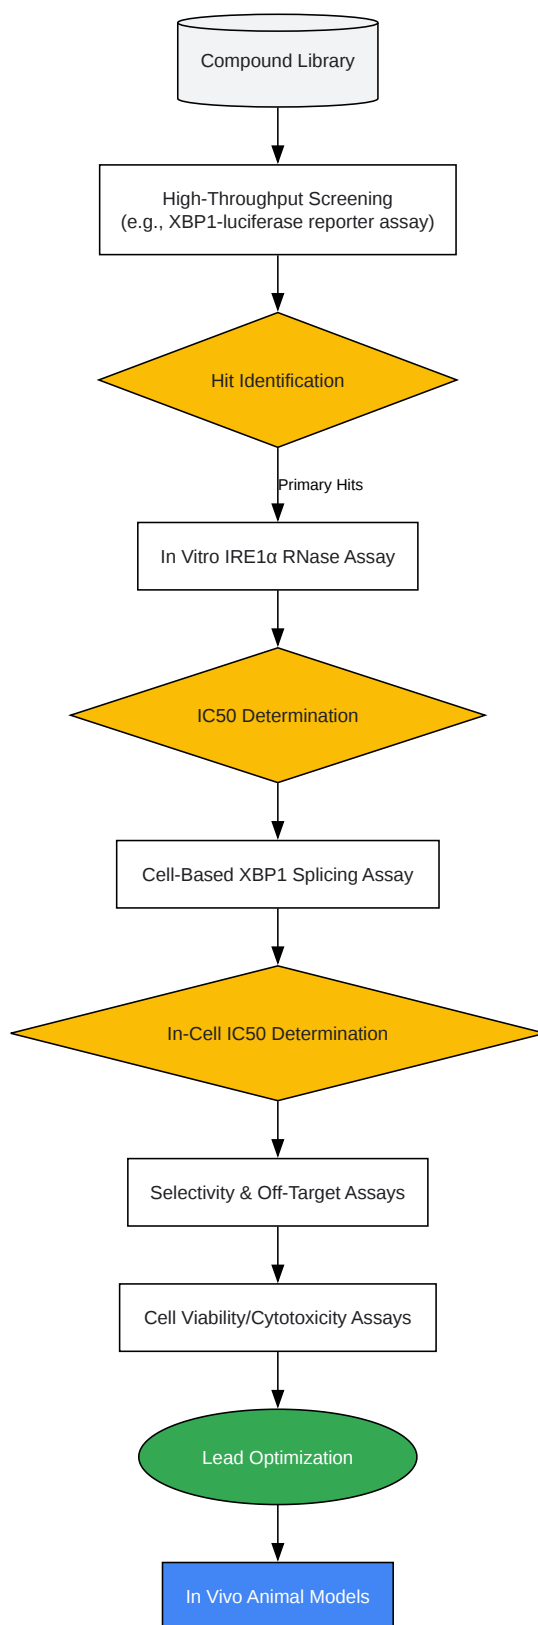 Compound Library
High-Throughput Screening
(e.g., XBP1-luciferase reporter assay)
Hit Identification
Primary Hits
In Vitro IRE1α RNase Assay
IC50 Determination
Cell-Based XBP1 Splicing Assay
In-Cell IC50 Determination
Selectivity & Off-Target Assays
Cell Viability/Cytotoxicity Assays
Lead Optimization
In Vivo Animal Models